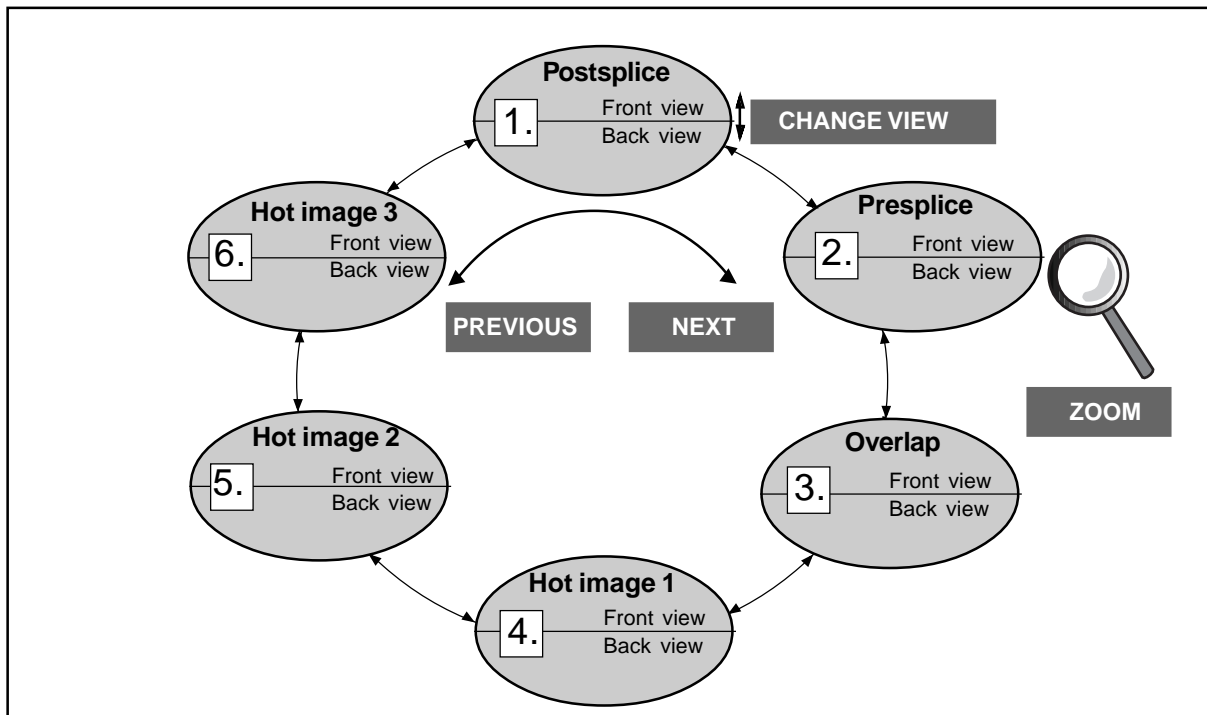 Postsplice
1.
Front view
Back view
CHANGE VIEW
Presplice
2.
Front view
Back view
ZOOM
Overlap
3.
Front view
Back view
Hot image 1
4.
Front view
Back view
Hot image 2
5.
Front view
Back view
Hot image 3
6.
Front view
Back view
PREVIOUS
NEXT